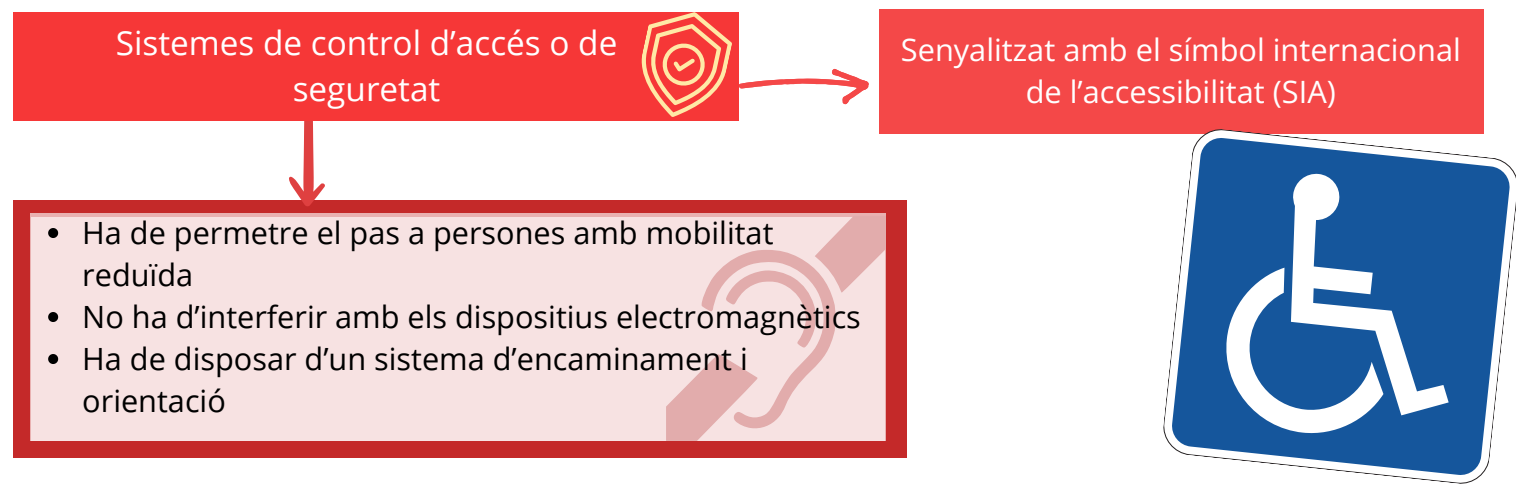 Sistemes de control d’accés o de
seguretat
Senyalitzat amb el símbol internacional
de l’accessibilitat (SIA)
• Ha de permetre el pas a persones amb mobilitat
reduïda
• No ha d’interferir amb els dispositius electromagnètics
• Ha de disposar d’un sistema d’encaminament i
orientació